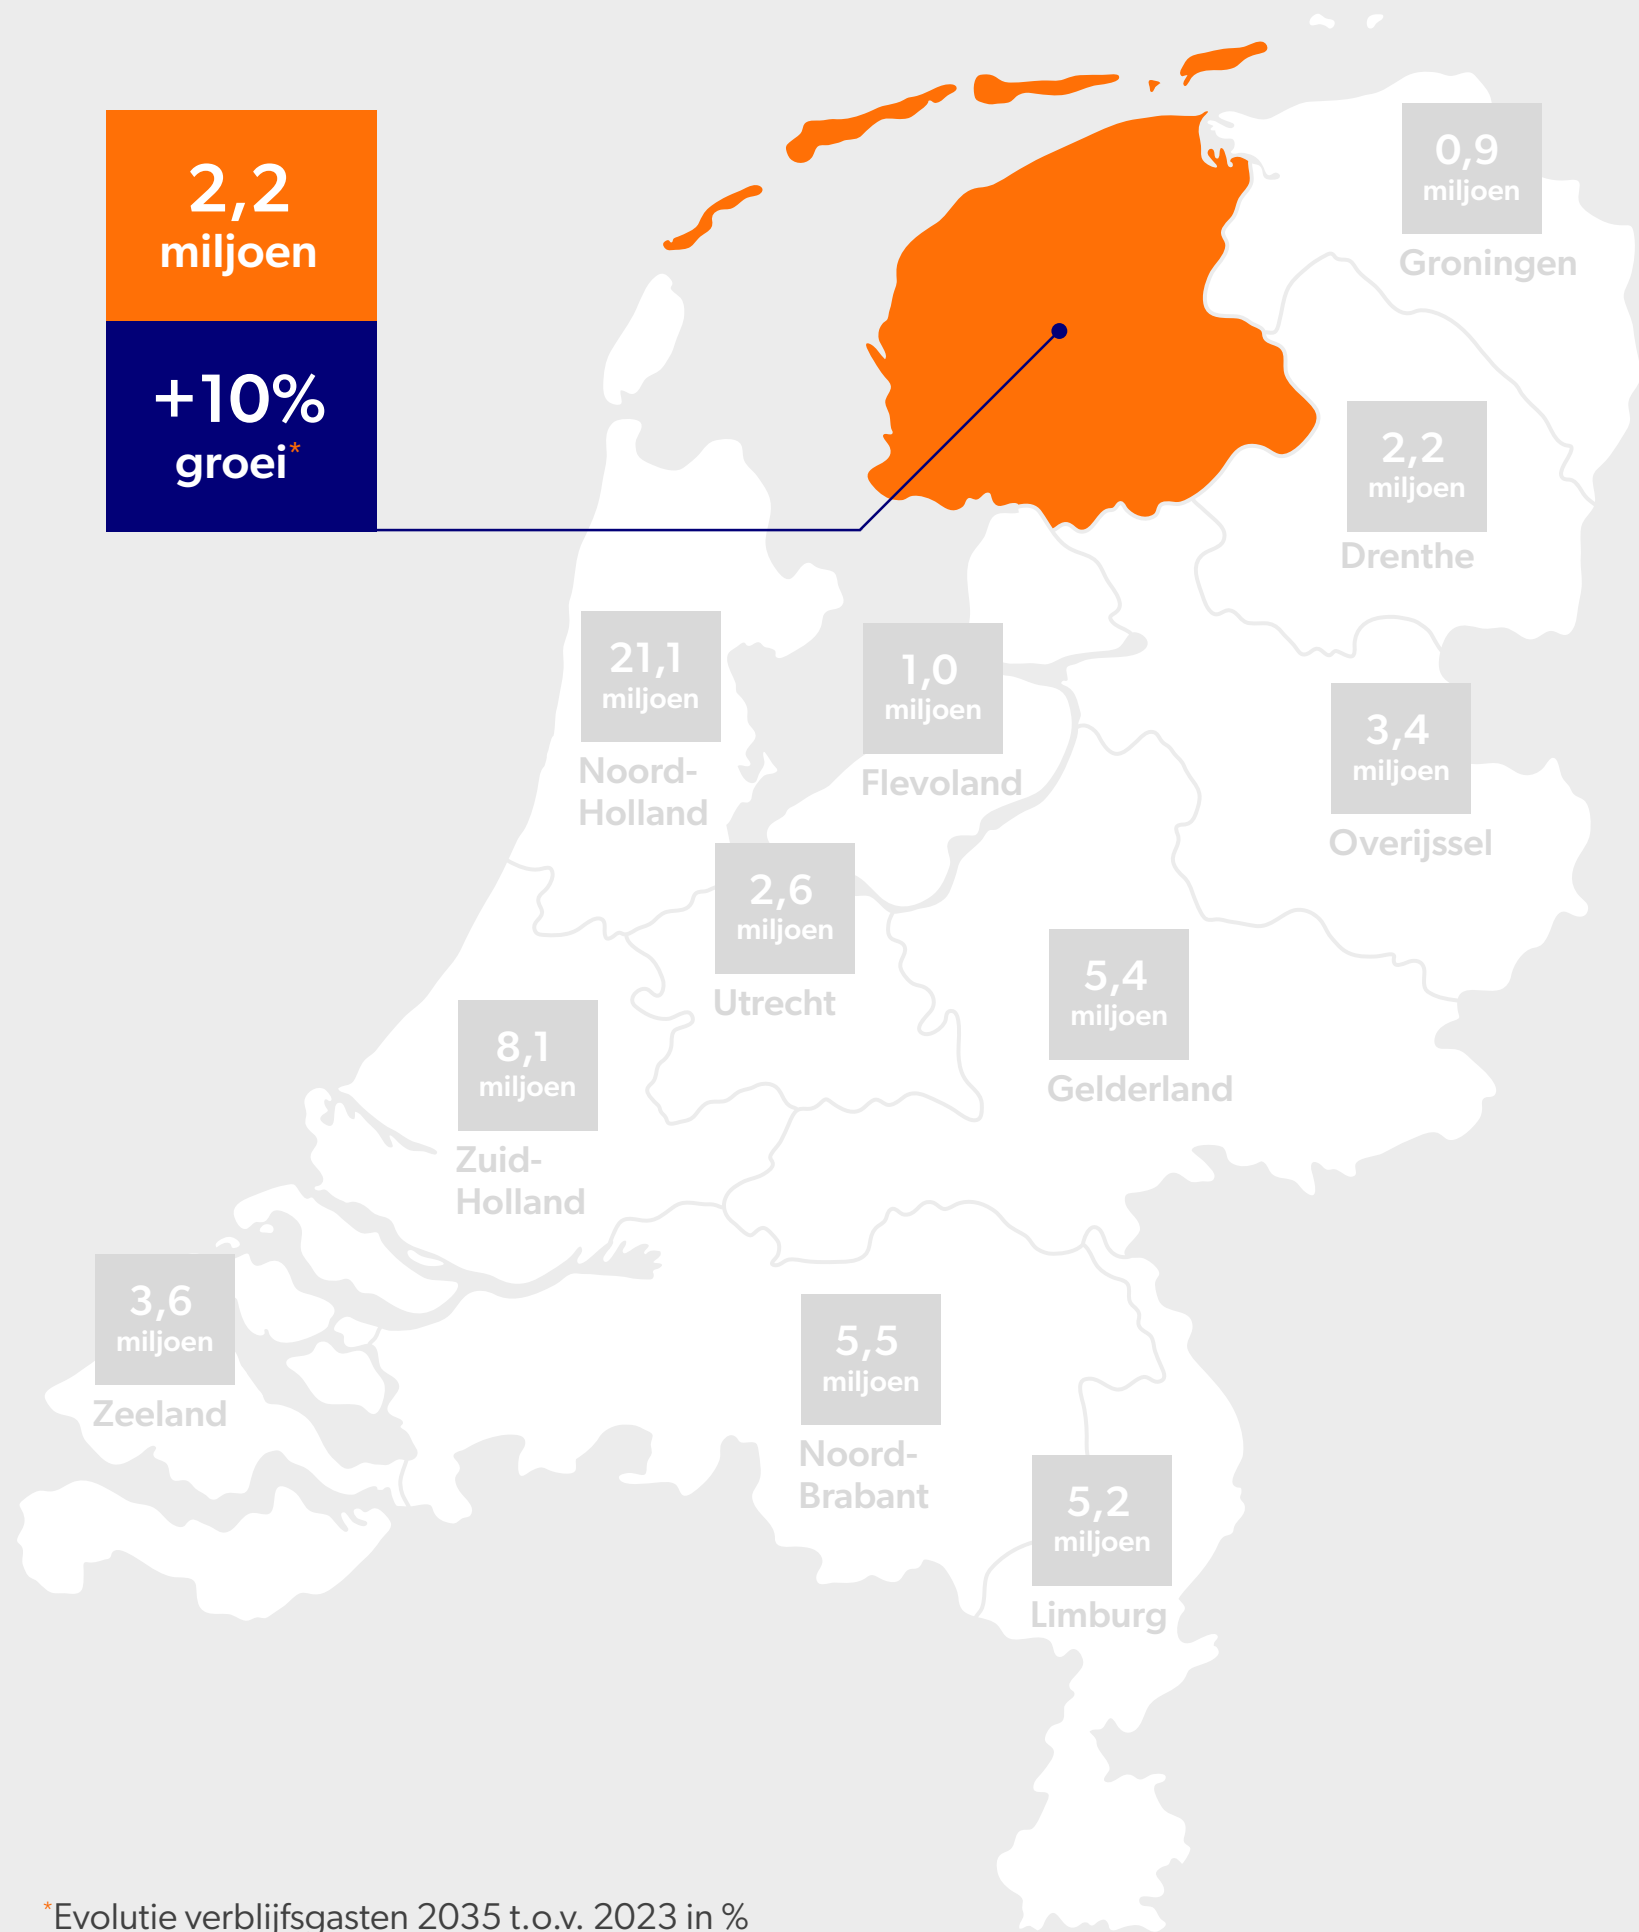 2,2
miljoen
+10%
groei*
0,9
miljoen
Groningen
2,2
miljoen
Drenthe
21,1
miljoen
Noord-
Holland
1,0
miljoen
Flevoland
3,4
miljoen
Overijssel
2,6
miljoen
Utrecht
5,4
miljoen
Gelderland
8,1
miljoen
Zuid-
Holland
3,6
miljoen
Zeeland
5,5
miljoen
Noord-
Brabant
5,2
miljoen
Limburg
*Evolutie verblijfsgasten 2035 t.o.v. 2023 in %